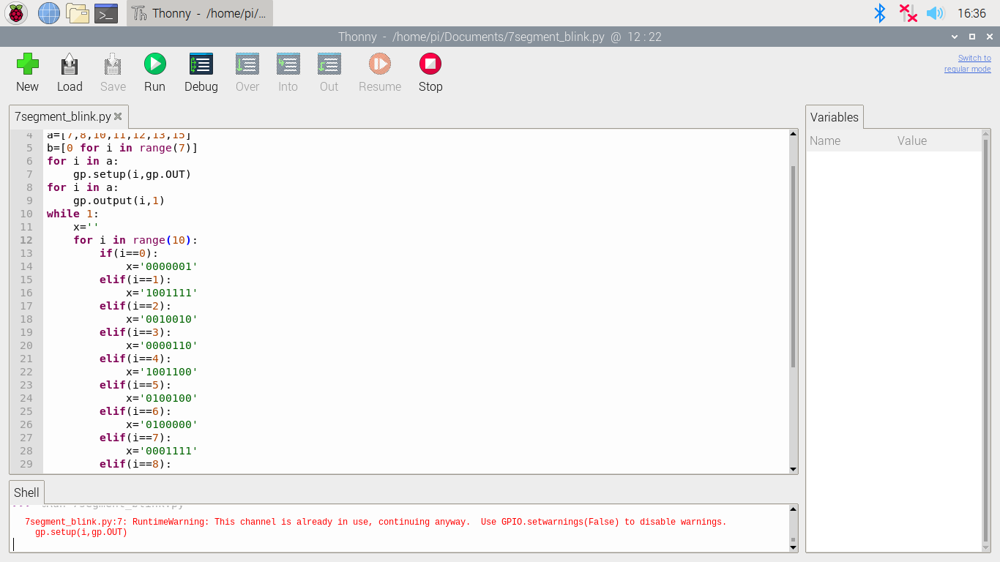 Thonny  -  /home/pi/...
16:36
Thonny  -  /home/pi/Documents/7segment_blink.py  @  12 : 22
New Load Save Run Debug Over Into Out Resume Stop
Switch to
regular mode
7segment_blink.py
4 a=[7,8,10,11,12,13,15]
5 b=[0 for i in range(7)]
6 for i in a:
7     gp.setup(i,gp.OUT)
8 for i in a:
9     gp.output(i,1)
10 while 1:
11     x=''
12     for i in range(10):
13         if(i==0):
14             x='0000001'
15         elif(i==1):
16             x='1001111'
17         elif(i==2):
18             x='0010010'
19         elif(i==3):
20             x='0000110'
21         elif(i==4):
22             x='1001100'
23         elif(i==5):
24             x='0100100'
25         elif(i==6):
26             x='0100000'
27         elif(i==7):
28             x='0001111'
29         elif(i==8):
Shell
>>> %Run 7segment_blink.py
7segment_blink.py:7: RuntimeWarning: This channel is already in use, continuing anyway.  Use GPIO.setwarnings(False) to disable warnings.
  gp.setup(i,gp.OUT)
Variables
Name Value